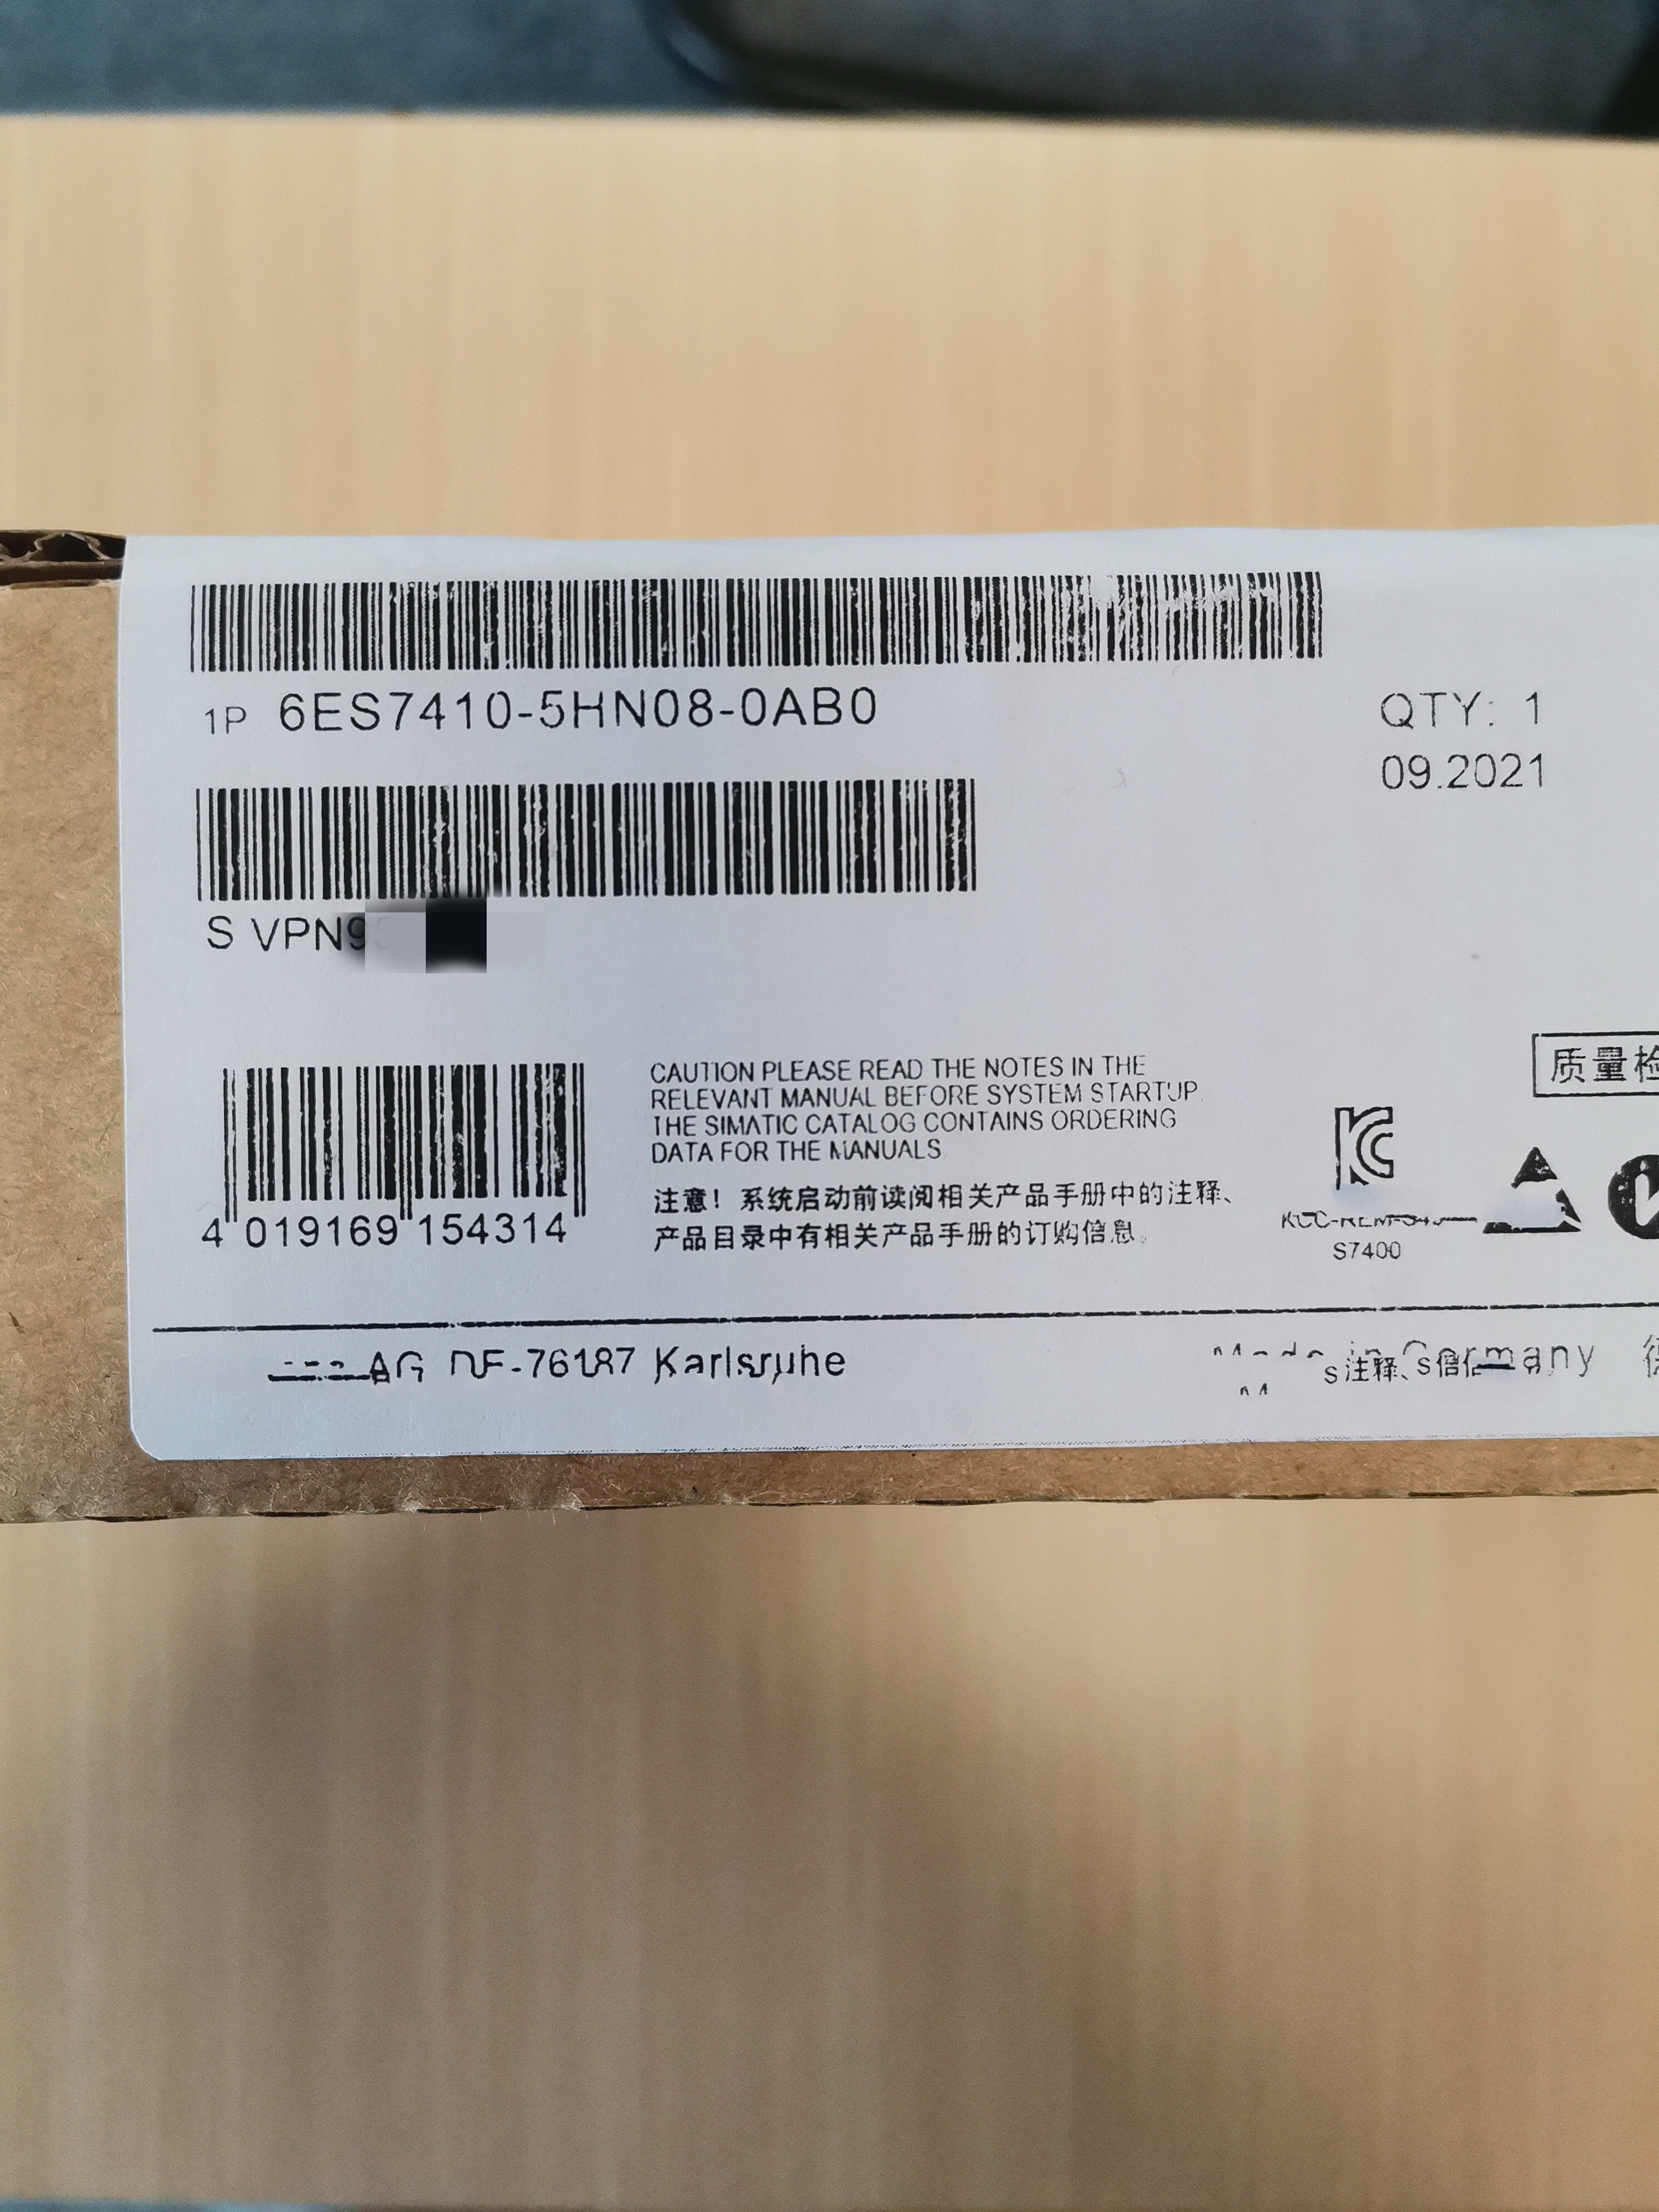 1P 6ES7410-5HN08-0AB0
QTY: 1
09.2021
S VPN9
4 019169 154314
CAUTION PLEASE READ THE NOTES IN THE
RELEVANT MANUAL BEFORE SYSTEM STARTUP.
THE SIMATIC CATALOG CONTAINS ORDERING
DATA FOR THE MANUALS
注意！系统启动前读阅相关产品手册中的注释、
产品目录中有相关产品手册的订购信息。
质量检
S7400
AG DE-76187 Karlsruhe
Made in Germany